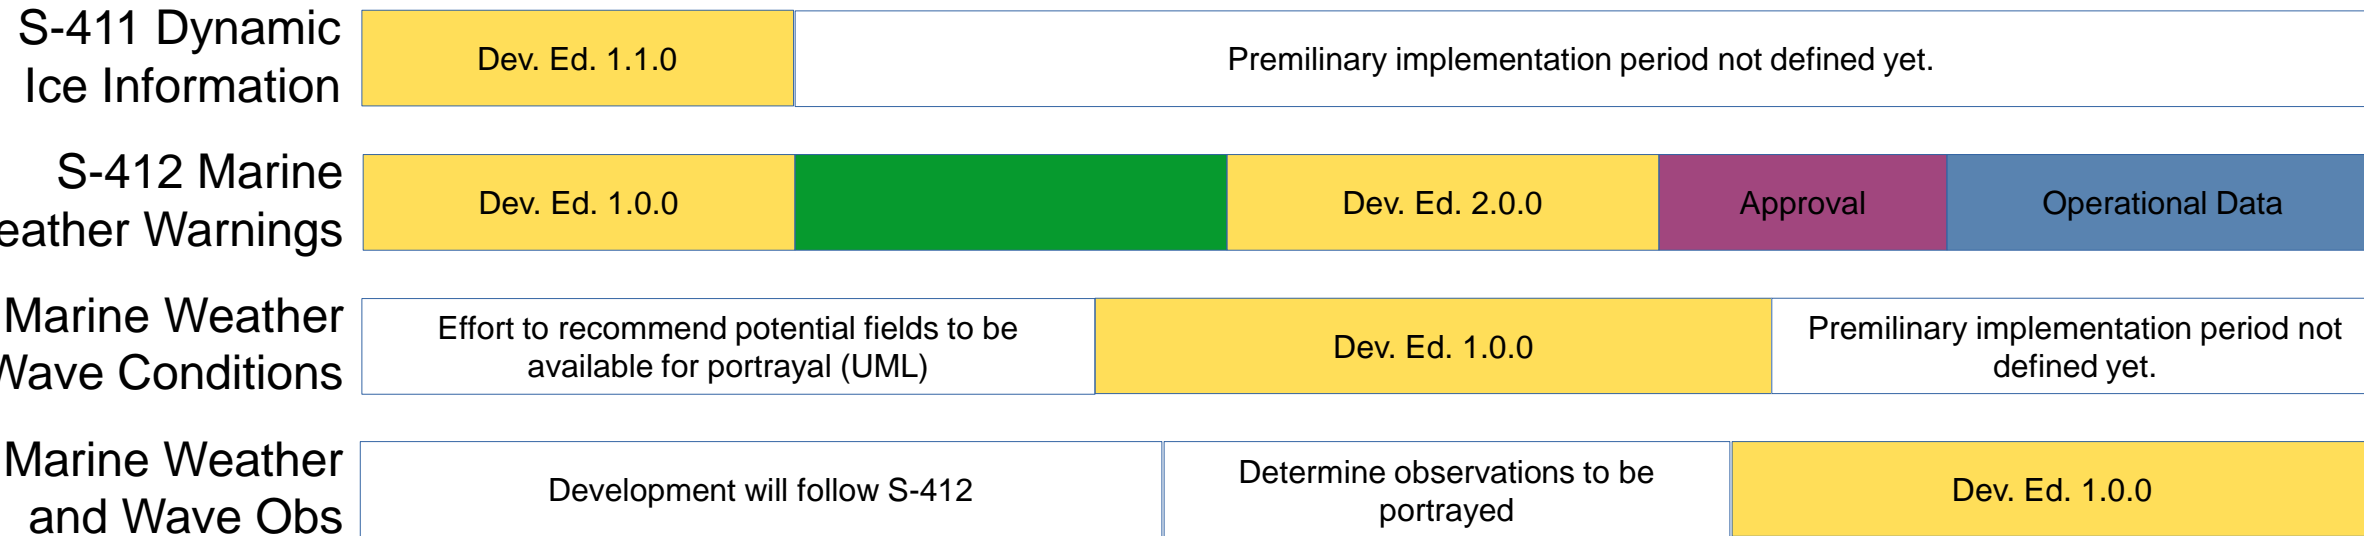 S-411 Dynamic
Ice Information
Dev. Ed. 1.1.0
Premilinary implementation period not defined yet.
S-412 Marine
eather Warnings
Dev. Ed. 1.0.0
Dev. Ed. 2.0.0
Approval
Operational Data
Marine Weather
Wave Conditions
Effort to recommend potential fields to be
available for portrayal (UML)
Dev. Ed. 1.0.0
Premilinary implementation period not
defined yet.
Marine Weather
and Wave Obs
Development will follow S-412
Determine observations to be
portrayed
Dev. Ed. 1.0.0